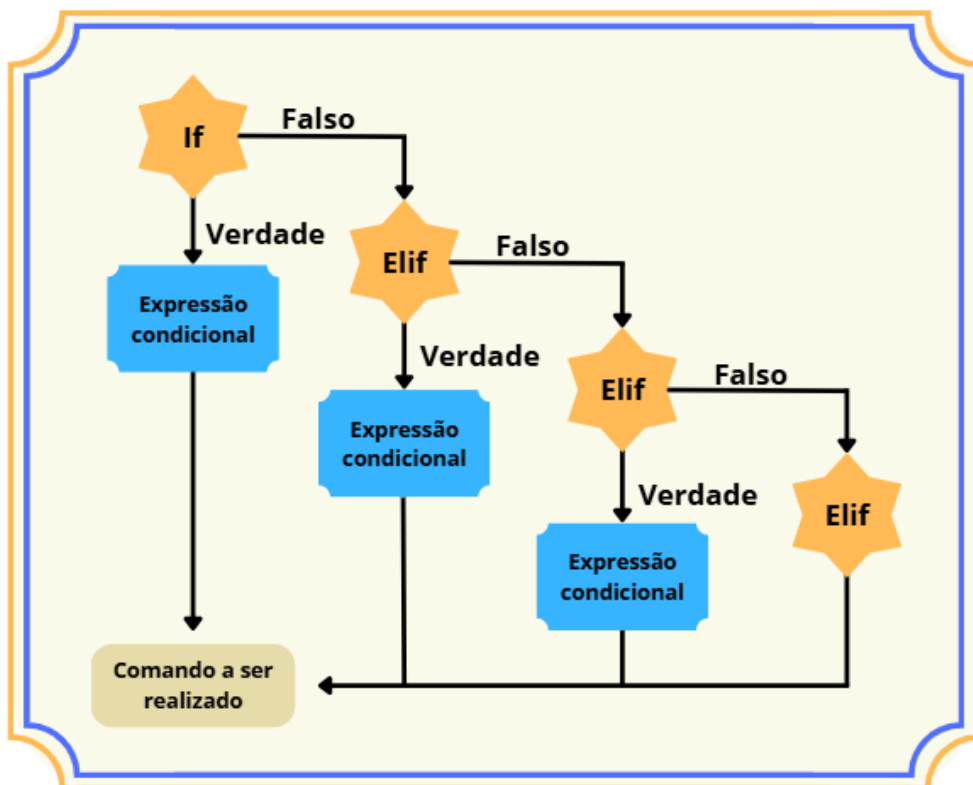 If
Falso
Verdade
Expressão
condicional
Elif
Falso
Verdade
Expressão
condicional
Elif
Falso
Verdade
Expressão
condicional
Elif
Comando a ser
realizado